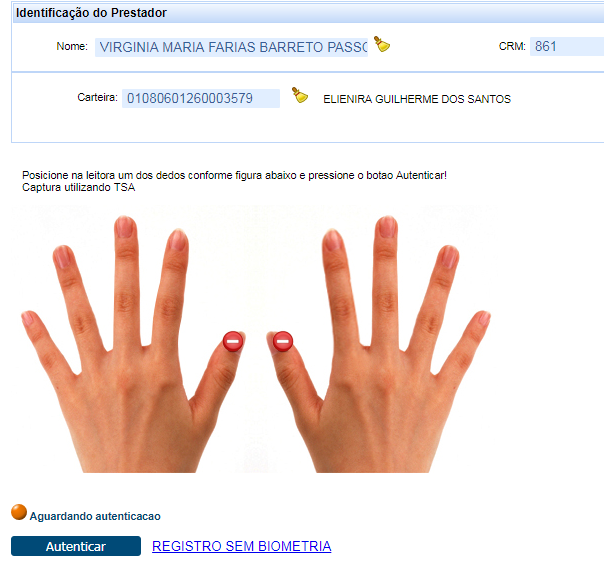 Identificação do Prestador
Nome: VIRGINIA MARIA FARIAS BARRETO PASSO CRM: 861
Carteira: 01080601260003579 ELIENIRA GUILHERME DOS SANTOS
Posicione na leitora um dos dedos conforme figura abaixo e pressione o botao Autenticar!
Captura utilizando TSA
Aguardando autenticacao
Autenticar REGISTRO SEM BIOMETRIA